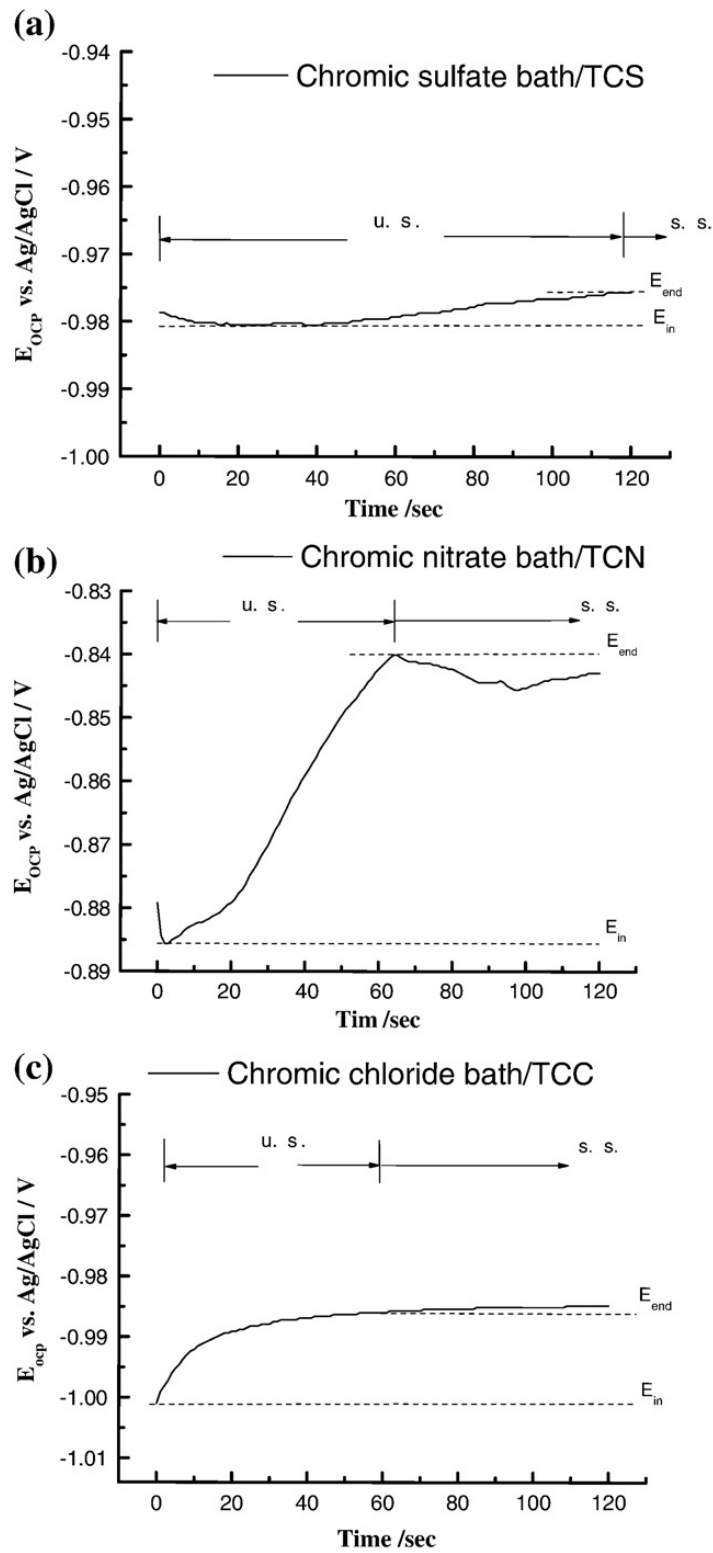 (a)
-0.94
Chromic sulfate bath/TCS
-0.95
-0.96
u. s.
s. s.
-0.97
E_end
-0.98
E_in
-0.99
-1.00
E_OCP vs. Ag/AgCl / V
0 20 40 60 80 100 120
Time /sec
(b)
Chromic nitrate bath/TCN
-0.83
u. s.
s. s.
E_end
-0.84
-0.85
-0.86
-0.87
-0.88
E_in
-0.89
E_OCP vs. Ag/AgCl / V
0 20 40 60 80 100 120
Tim /sec
(c)
Chromic chloride bath/TCC
-0.95
u. s.
s. s.
-0.96
-0.97
-0.98
E_end
-0.99
E_in
-1.00
-1.01
E_ocp vs. Ag/AgCl / V
0 20 40 60 80 100 120
Time /sec